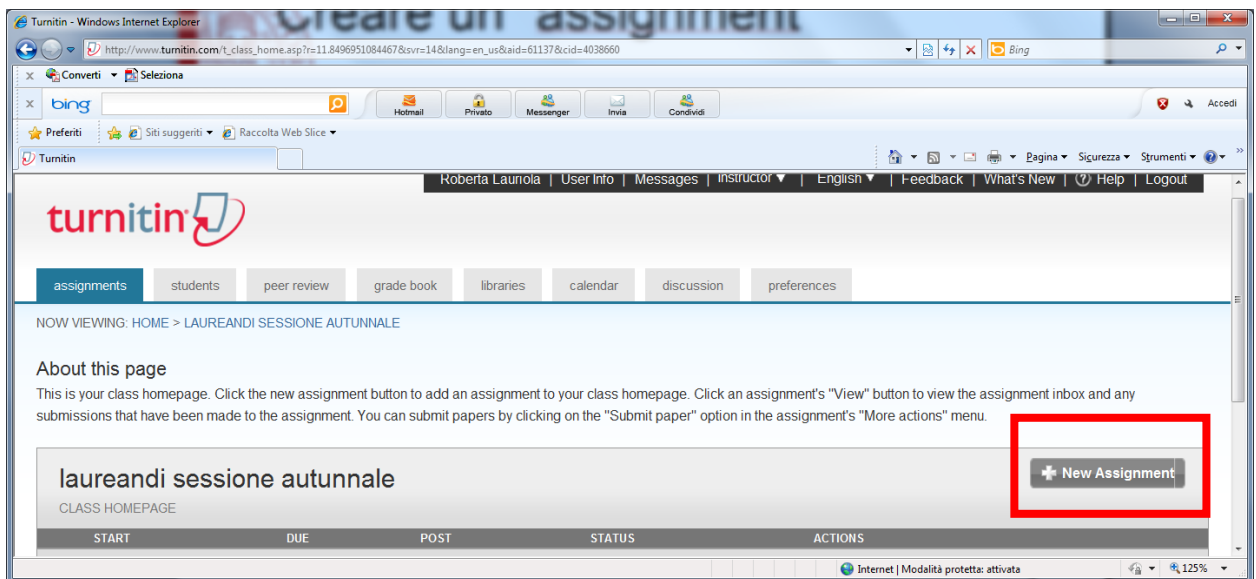 Creare un assignment
Turnitin - Windows Internet Explorer
http://www.turnitin.com/t_class_home.asp?r=11.8496951084467&svr=14&lang=en_us&aid=61137&cid=4038660
Bing
x Converti Seleziona
x bing Hotmail Privato Messenger Invia Condividi Accedi
Preferiti Siti suggeriti Raccolta Web Slice
Turnitin Pagina Sicurezza Strumenti
Roberta Lauriola | User Info | Messages | Instructor ▼ | English ▼ | Feedback | What's New | ? Help | Logout
turnitin
assignments students peer review grade book libraries calendar discussion preferences
NOW VIEWING: HOME > LAUREANDI SESSIONE AUTUNNALE
About this page
This is your class homepage. Click the new assignment button to add an assignment to your class homepage. Click an assignment's "View" button to view the assignment inbox and any
submissions that have been made to the assignment. You can submit papers by clicking on the "Submit paper" option in the assignment's "More actions" menu.
laureandi sessione autunnale
New Assignment
CLASS HOMEPAGE
START DUE POST STATUS ACTIONS
Internet | Modalità protetta: attivata 125%